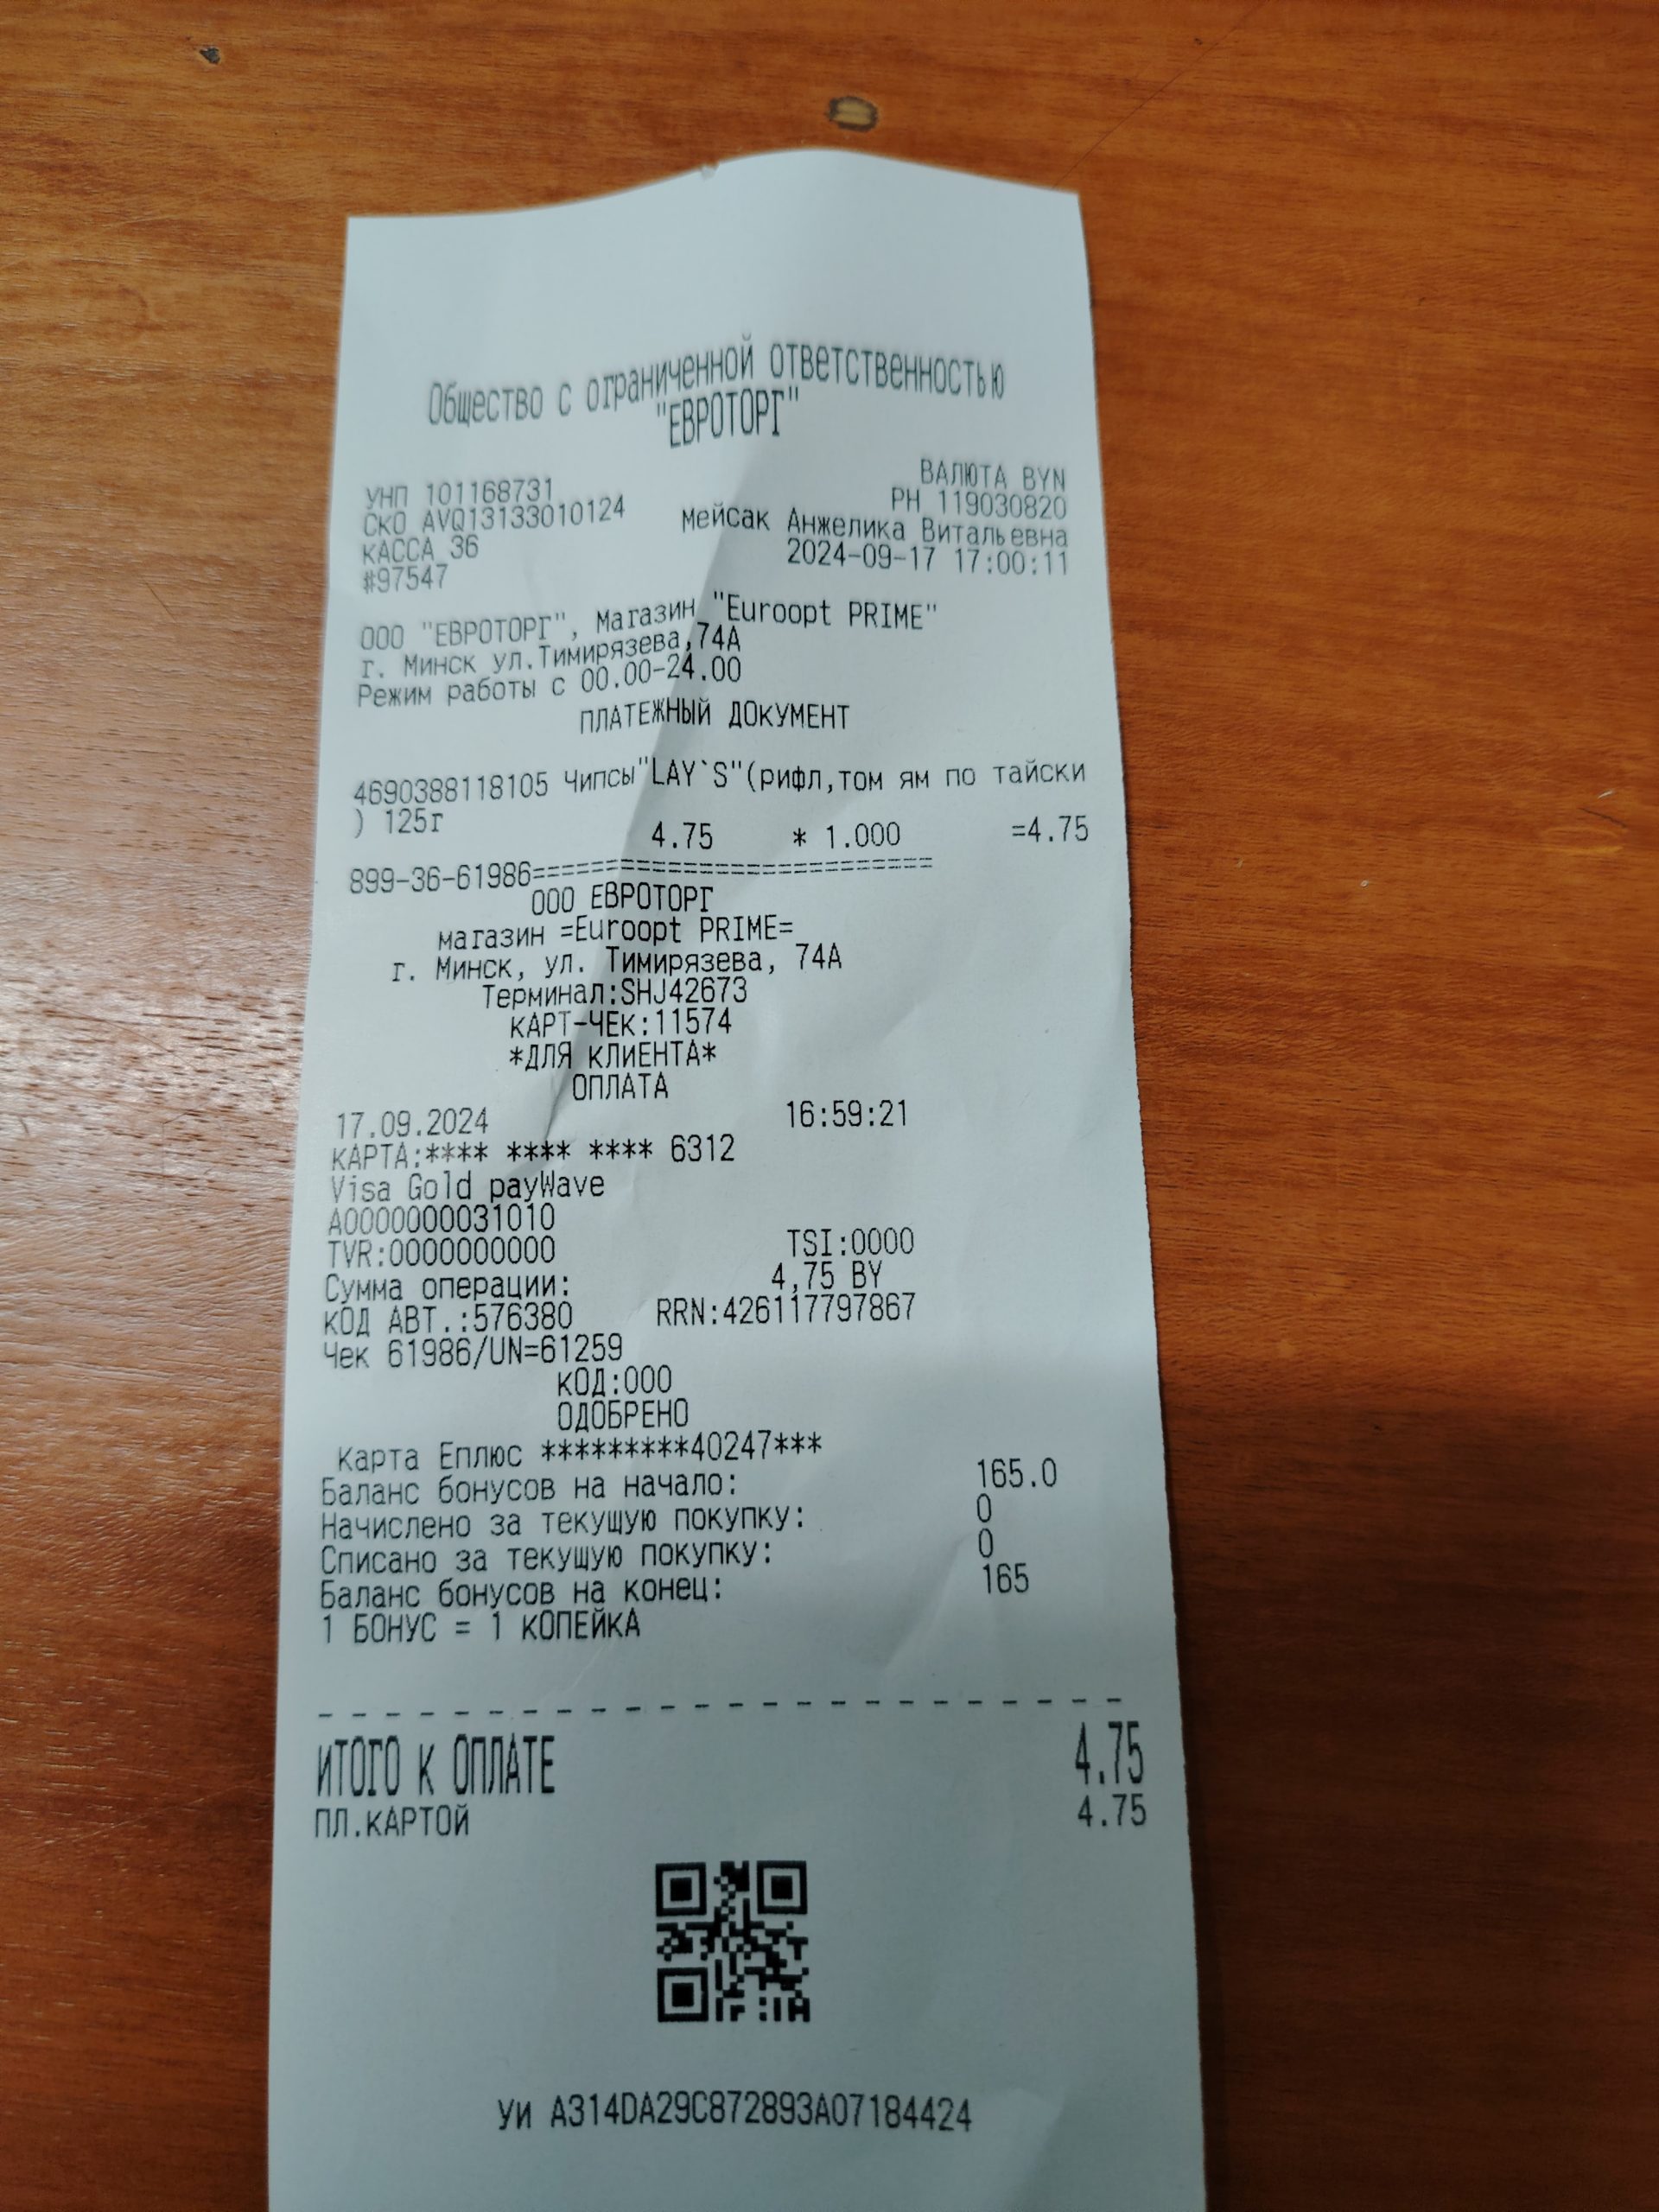 Общество с ограниченной ответственностью
"ЕВРОТОРГ"
ВАЛЮТА BYN
УНП 101168731 РН 119030820
СКО AVQ13133010124 Мейсак Анжелика Витальевна
КАССА 36 2024-09-17 17:00:11
#97547
ООО "ЕВРОТОРГ", Магазин "Euroopt PRIME"
г. Минск ул.Тимирязева,74А
Режим работы с 00.00-24.00
ПЛАТЕЖНЫЙ ДОКУМЕНТ
4690388118105 Чипсы"LAY`S"(рифл,том ям по тайски
) 125г
4.75 * 1.000 =4.75
899-36-61986======================
ООО ЕВРОТОРГ
магазин =Euroopt PRIME=
г. Минск, ул. Тимирязева, 74А
Терминал:SHJ42673
КАРТ-ЧЕК:11574
*ДЛЯ КЛИЕНТА*
ОПЛАТА
17.09.2024 16:59:21
КАРТА:**** **** **** 6312
Visa Gold payWave
A0000000031010
TVR:0000000000 TSI:0000
Сумма операции: 4,75 BY
КОД АВТ.:576380 RRN:426117797867
Чек 61986/UN=61259
КОД:000
ОДОБРЕНО
Карта Еплюс *********40247***
Баланс бонусов на начало: 165.0
Начислено за текущую покупку: 0
Списано за текущую покупку: 0
Баланс бонусов на конец: 165
1 БОНУС = 1 КОПЕЙКА
ИТОГО К ОПЛАТЕ 4.75
ПЛ.КАРТОЙ 4.75
УИ A314DA29C872893A07184424